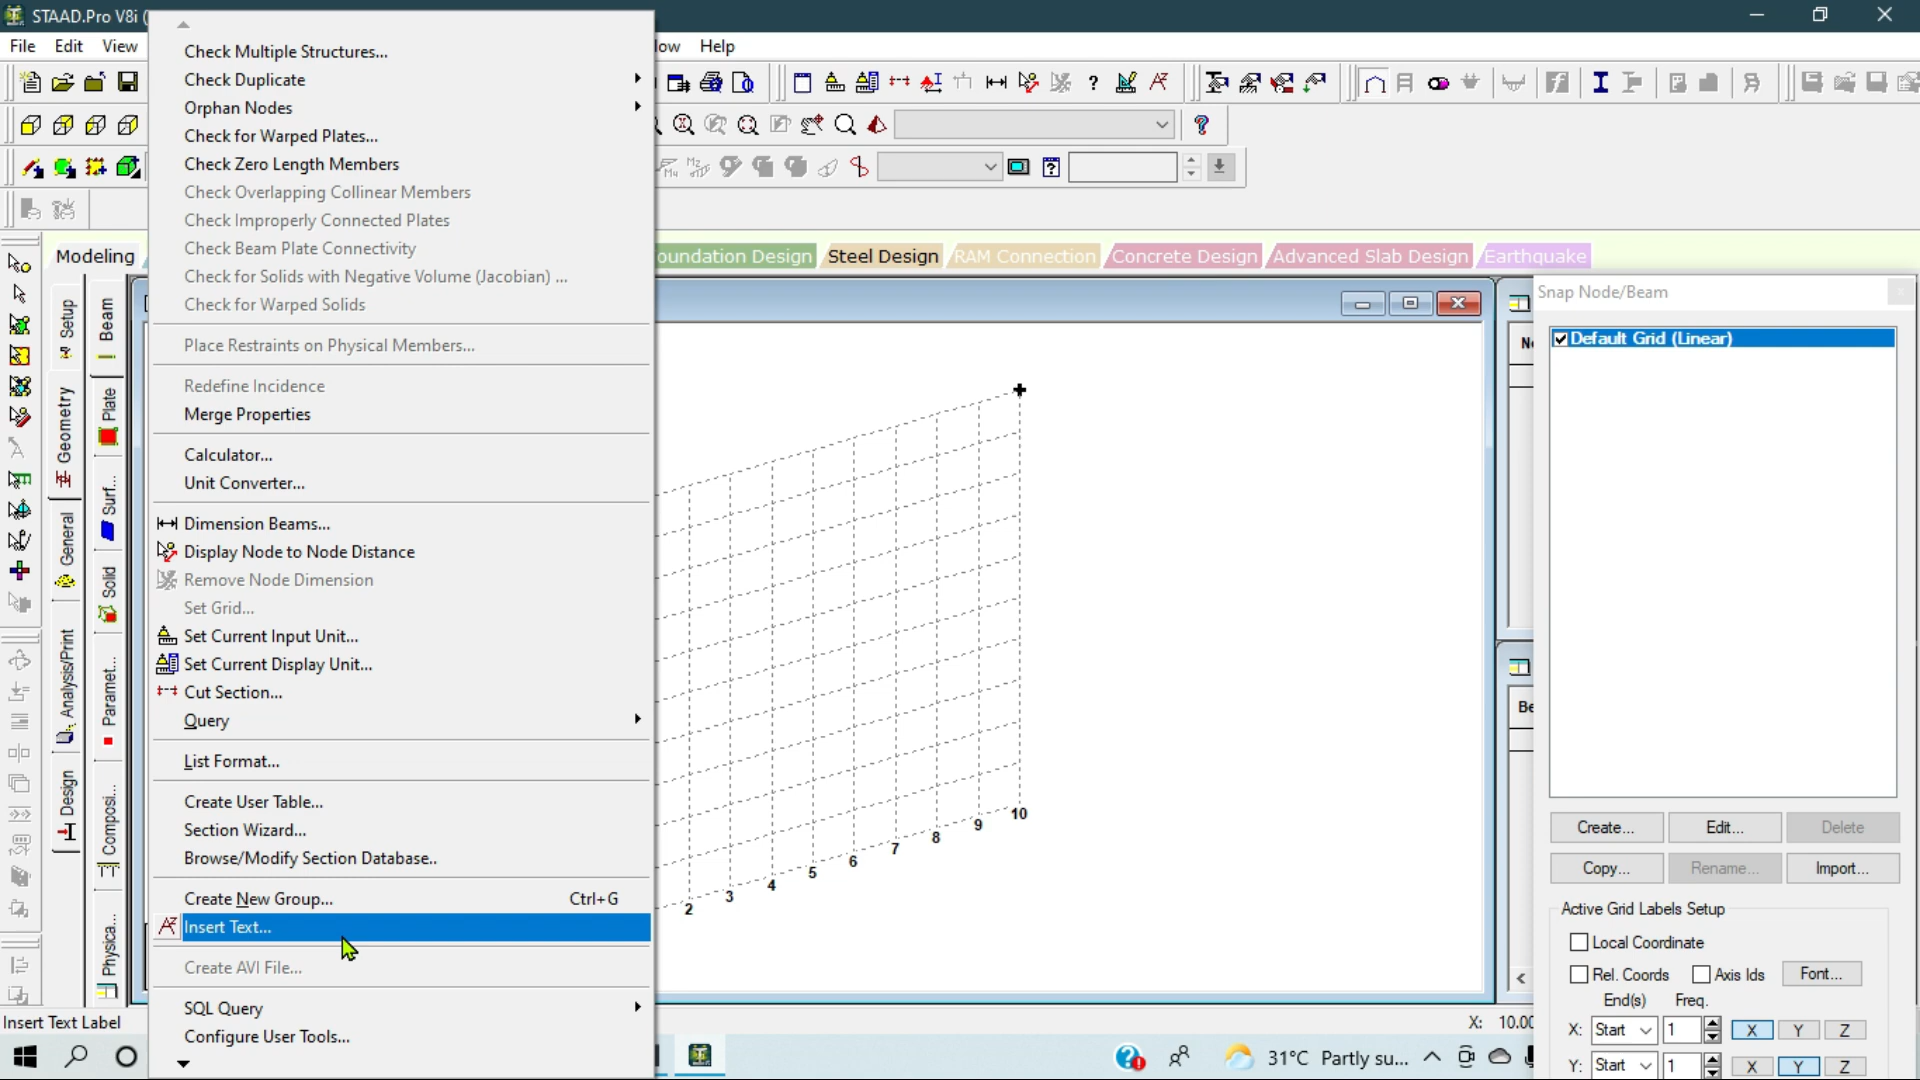 STAAD.Pro V8i (
File Edit View
ow Help
Check Multiple Structures...
Check Duplicate
Orphan Nodes
Check for Warped Plates...
Check Zero Length Members
Check Overlapping Collinear Members
Check Improperly Connected Plates
Check Beam Plate Connectivity
Check for Solids with Negative Volume (Jacobian) ...
Check for Warped Solids
Place Restraints on Physical Members...
Redefine Incidence
Merge Properties
Calculator...
Unit Converter...
Dimension Beams...
Display Node to Node Distance
Remove Node Dimension
Set Grid...
Set Current Input Unit...
Set Current Display Unit...
Cut Section...
Query
List Format...
Create User Table...
Section Wizard...
Browse/Modify Section Database..
Create New Group... Ctrl+G
Insert Text...
Create AVI File...
SQL Query
Configure User Tools...
Modeling
oundation Design Steel Design RAM Connection Concrete Design Advanced Slab Design Earthquake
Setup
Geometry
General
Analysis/Print
Design
Beam
Plate
Surf...
Solid
Paramet...
Composi...
Physica...
2 3 4 5 6 7 8 9 10
Be
Snap Node/Beam
Default Grid (Linear)
Create... Edit... Delete
Copy... Rename... Import...
Active Grid Labels Setup
Local Coordinate
Rel. Coords Axis Ids Font...
End(s) Freq.
X: Start 1 X Y Z
Y: Start 1 X Y Z
Insert Text Label
X: 10.00
31°C Partly su...